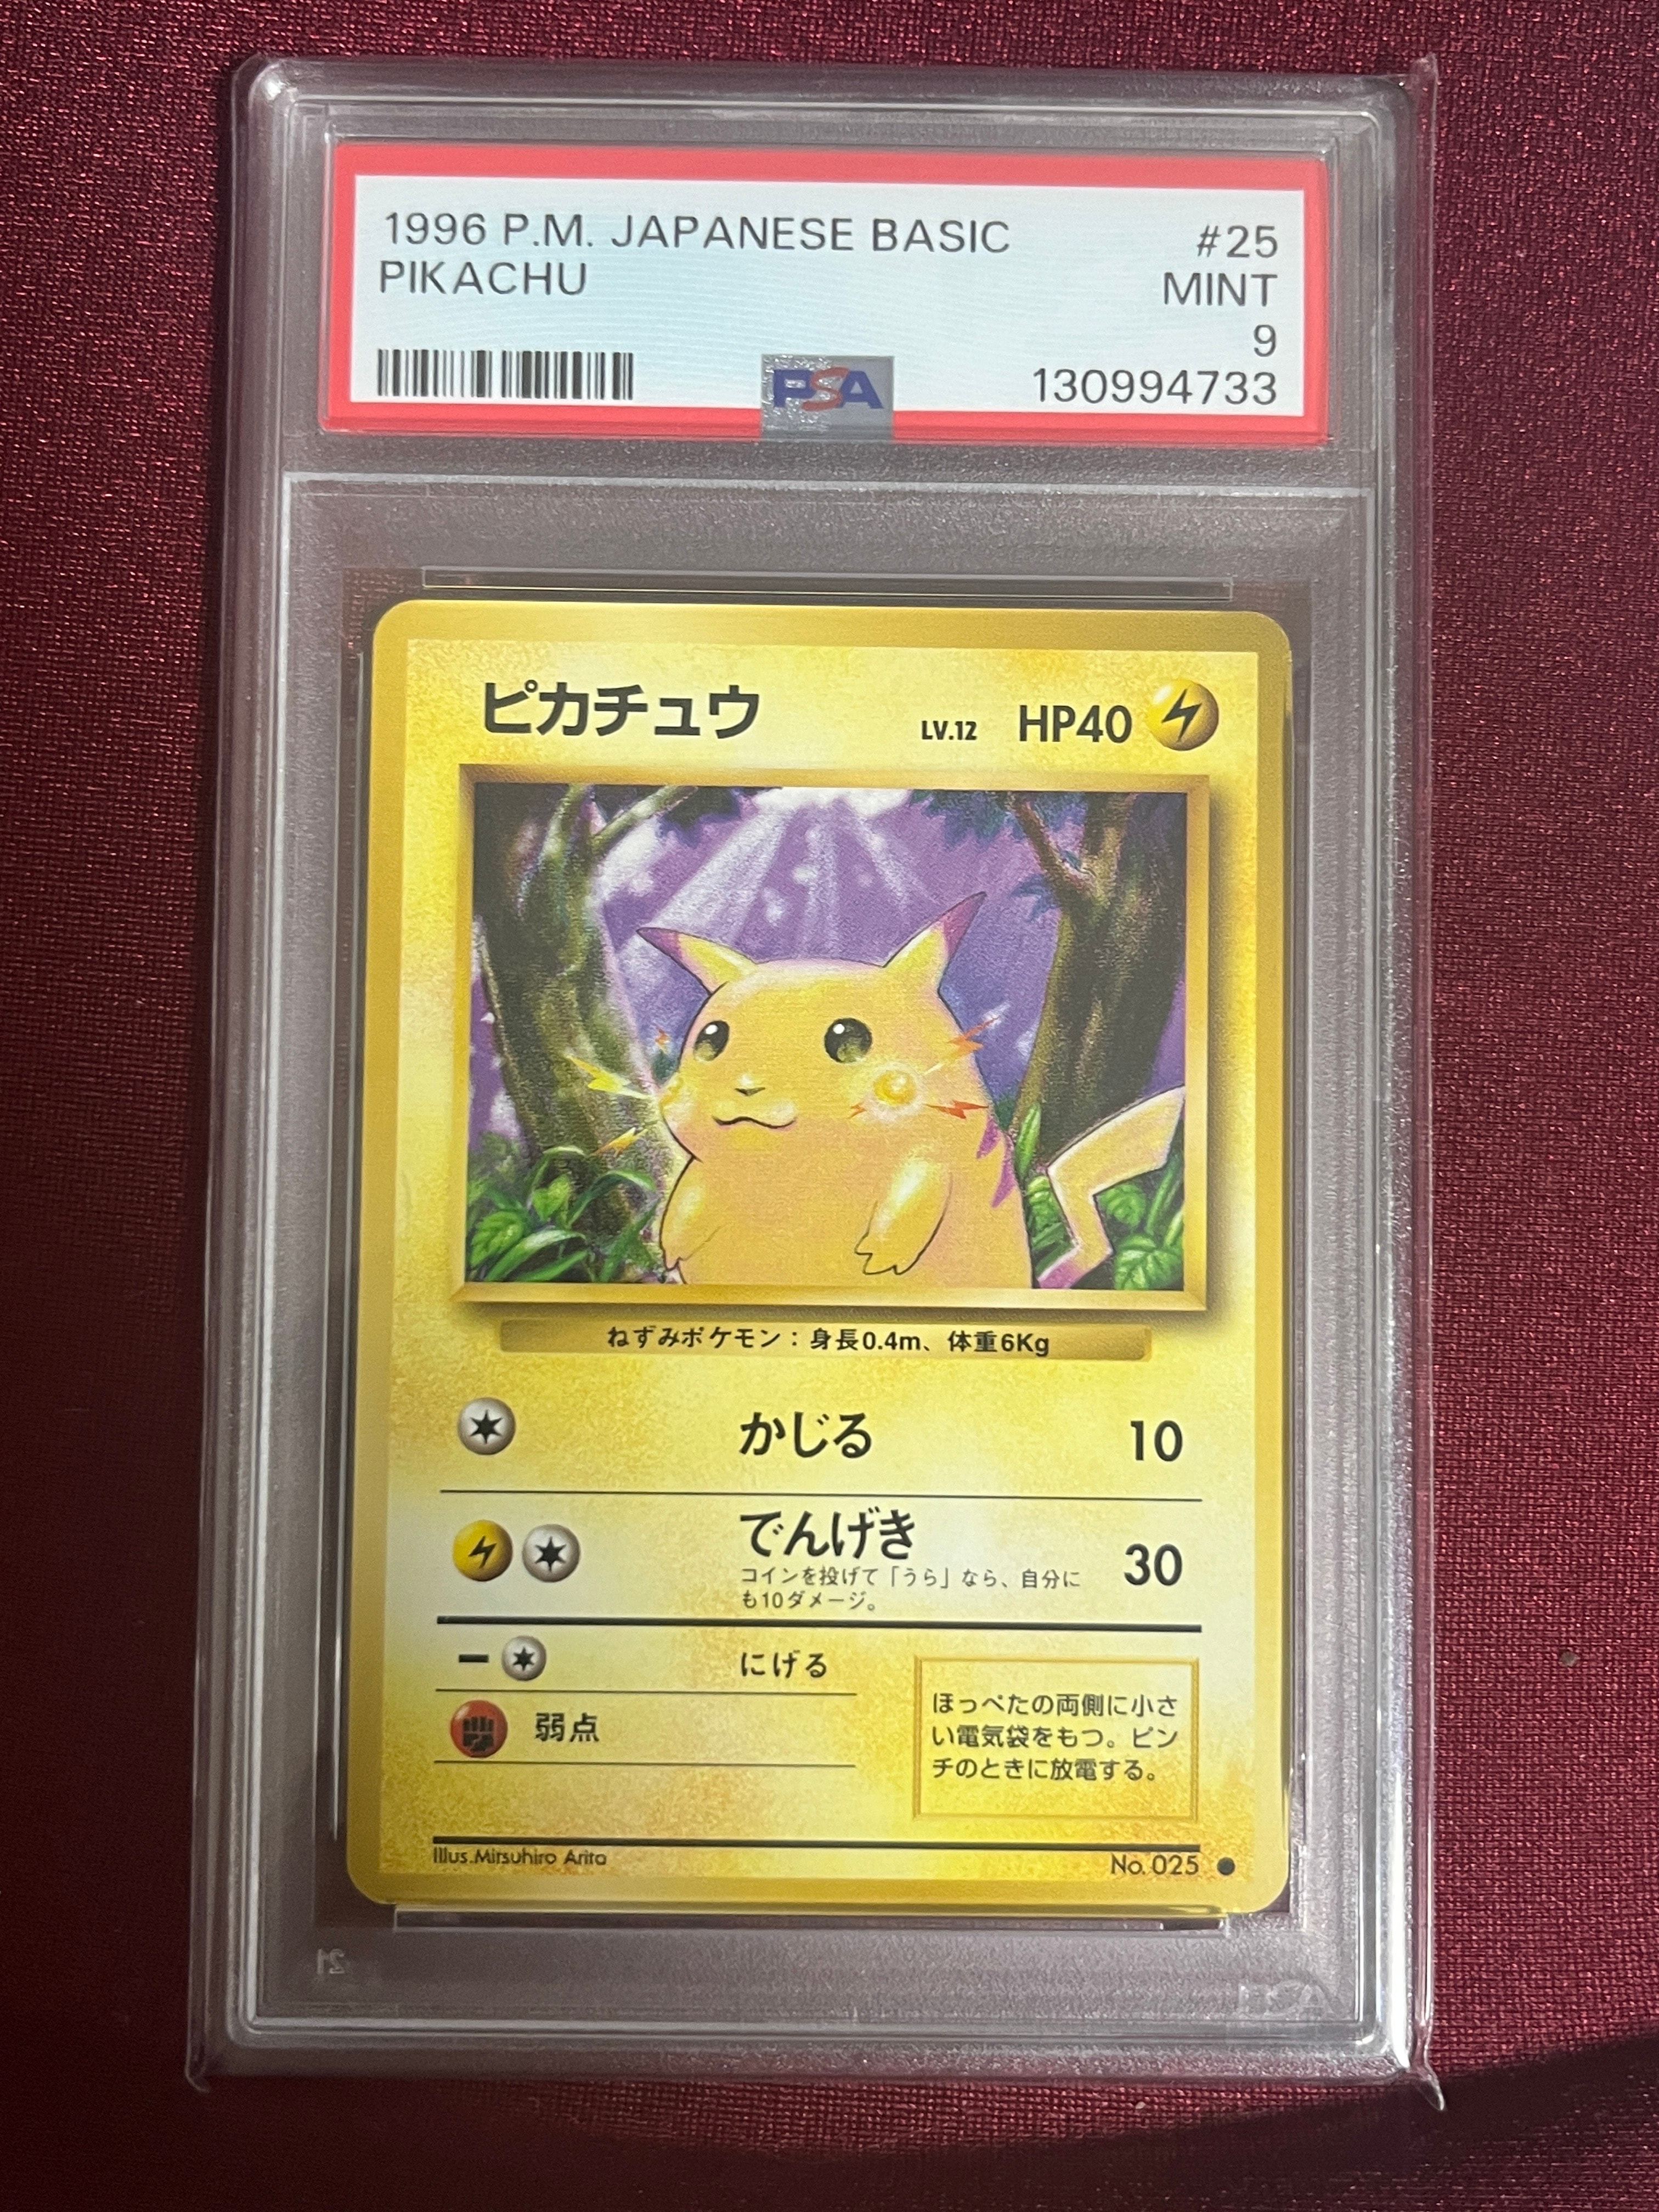 1996 P.M. JAPANESE BASIC #25
PIKACHU MINT
9
PSA 130994733
ピカチュウ LV.12 HP40
ねずみポケモン：身長0.4m、体重6Kg
かじる 10
でんげき 30
コインを投げて「うら」なら、自分に
も10ダメージ。
ー にげる
弱点
ほっぺたの両側に小さ
い電気袋をもつ。ピン
チのときに放電する。
Illus.Mitsuhiro Arita No. 025 ●
21
PSA